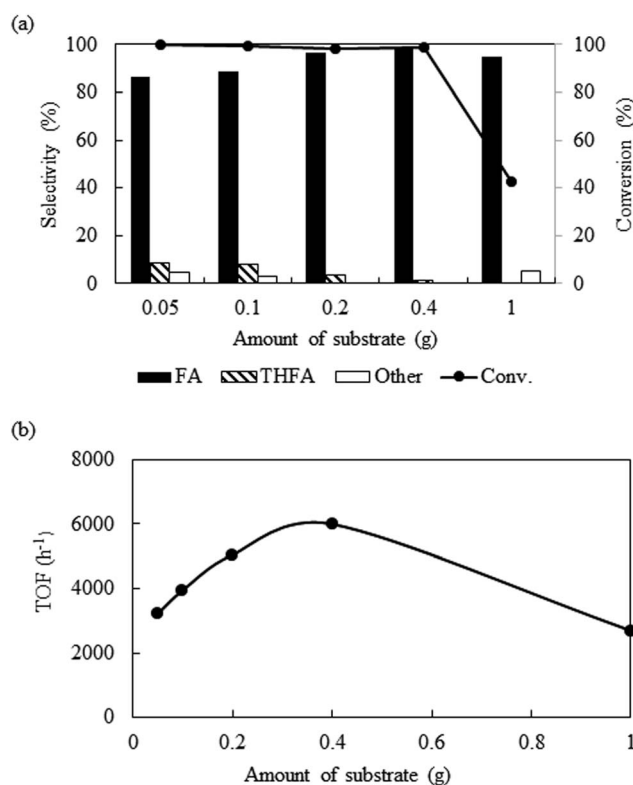 (a)
100
80
60
40
20
0
Selectivity (%)
100
80
60
40
20
0
Conversion (%)
0.05 0.1 0.2 0.4 1
Amount of substrate (g)
FA THFA Other Conv.
(b)
8000
6000
4000
2000
0
TOF (h-1)
0 0.2 0.4 0.6 0.8 1
Amount of substrate (g)